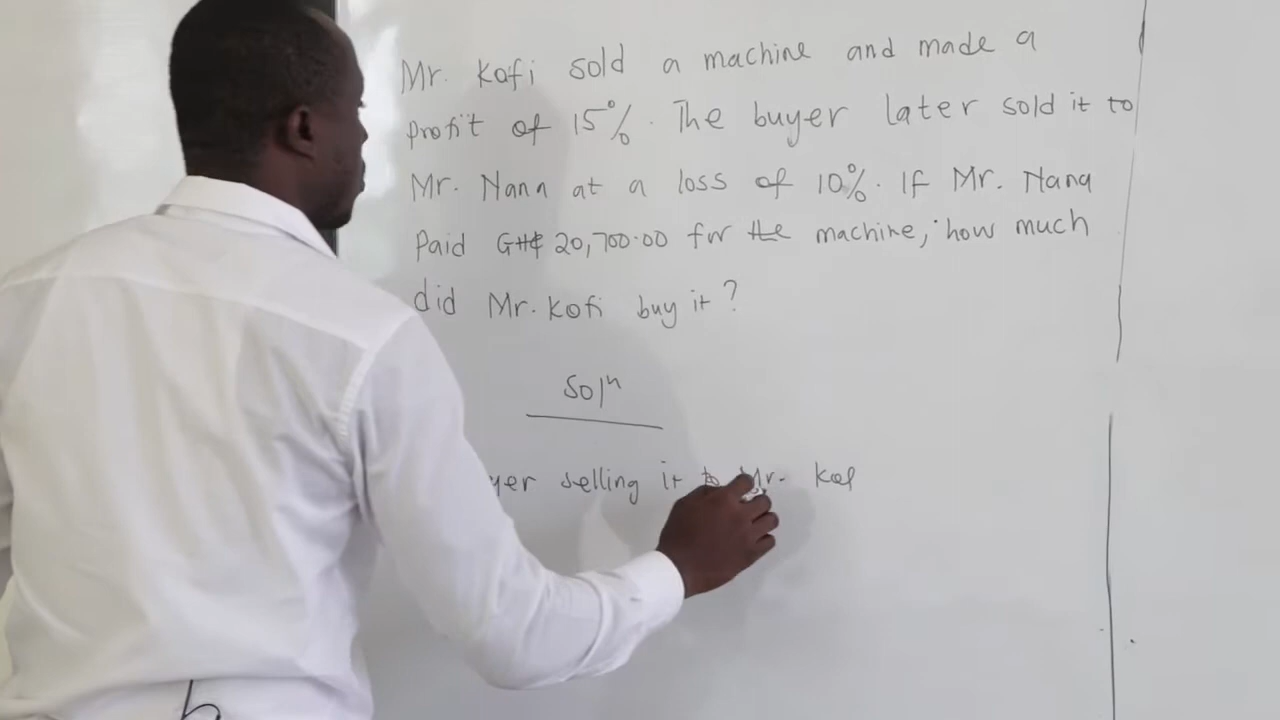 Mr. Kofi sold a machine and made a
profit of 15%. The buyer later sold it to
Mr. Nana at a loss of 10%. If Mr. Nana
Paid GH₵ 20,700.00 for the machine, how much
did Mr. Kofi buy it?
Solⁿ
yer selling it to Mr. Kof